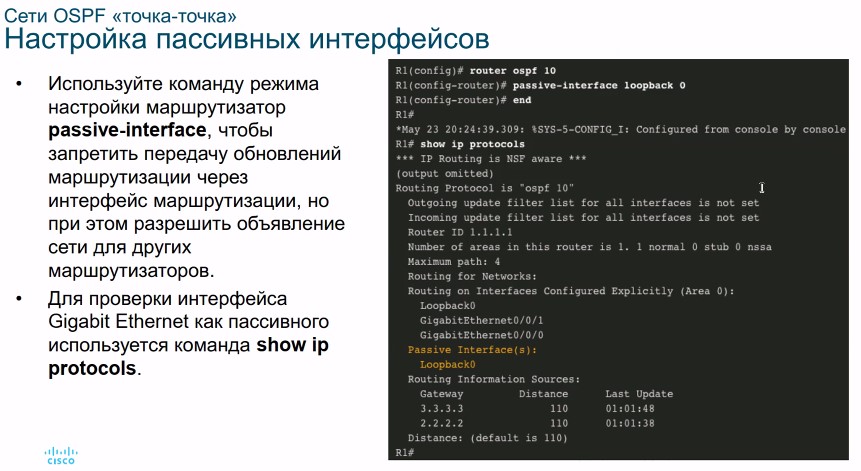 Сети OSPF «точка-точка»
Настройка пассивных интерфейсов
• Используйте команду режима
настройки маршрутизатор
passive-interface, чтобы
запретить передачу обновлений
маршрутизации через
интерфейс маршрутизации, но
при этом разрешить объявление
сети для других
маршрутизаторов.
• Для проверки интерфейса
Gigabit Ethernet как пассивного
используется команда show ip
protocols.
R1(config)# router ospf 10
R1(config-router)# passive-interface loopback 0
R1(config-router)# end
R1#
*May 23 20:24:39.309: %SYS-5-CONFIG_I: Configured from console by console
R1# show ip protocols
*** IP Routing is NSF aware ***
(output omitted)
Routing Protocol is "ospf 10"
Outgoing update filter list for all interfaces is not set
Incoming update filter list for all interfaces is not set
Router ID 1.1.1.1
Number of areas in this router is 1. 1 normal 0 stub 0 nssa
Maximum path: 4
Routing for Networks:
Routing on Interfaces Configured Explicitly (Area 0):
Loopback0
GigabitEthernet0/0/1
GigabitEthernet0/0/0
Passive Interface(s):
Loopback0
Routing Information Sources:
Gateway Distance Last Update
3.3.3.3 110 01:01:48
2.2.2.2 110 01:01:38
Distance: (default is 110)
R1#
CISCO